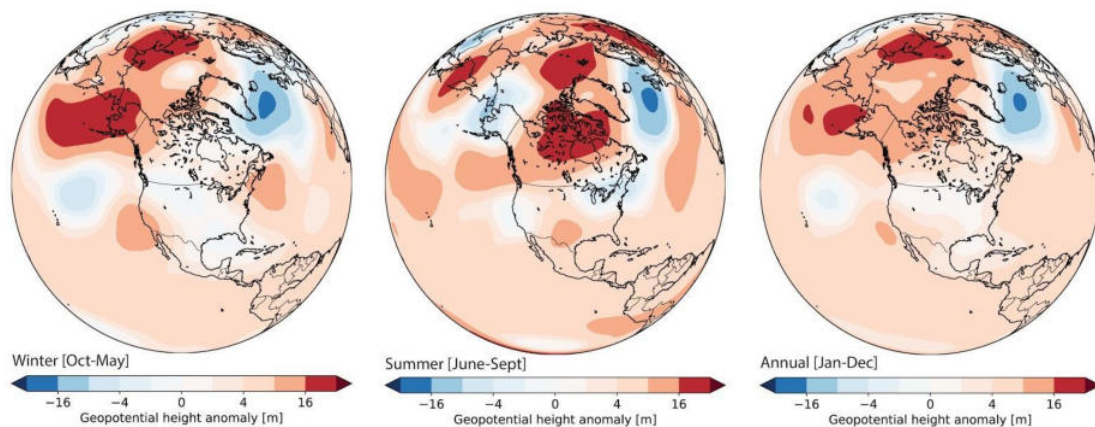 Winter [Oct-May]
−16 −4 0 4 16
Geopotential height anomaly [m]
Summer [June-Sept]
−16 −4 0 4 16
Geopotential height anomaly [m]
Annual [Jan-Dec]
−16 −4 0 4 16
Geopotential height anomaly [m]